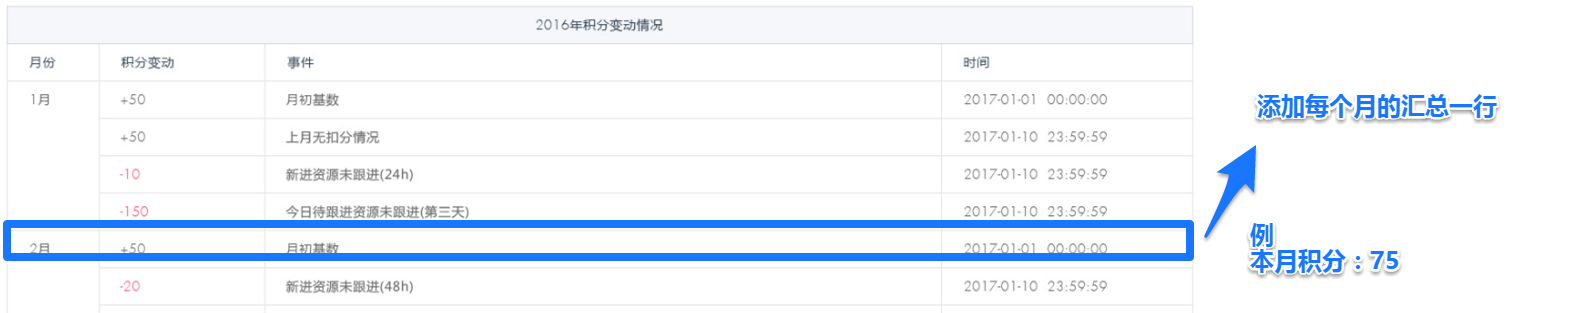 2016年积分变动情况
月份 积分变动 事件 时间
1月 +50 月初基数 2017-01-01 00:00:00
+50 上月无扣分情况 2017-01-10 23:59:59
-10 新进资源未跟进(24h) 2017-01-10 23:59:59
-150 今日待跟进资源未跟进(第三天) 2017-01-10 23:59:59
2月 +50 月初基数 2017-01-01 00:00:00
-20 新进资源未跟进(48h) 2017-01-10 23:59:59
添加每个月的汇总一行
例
本月积分：75